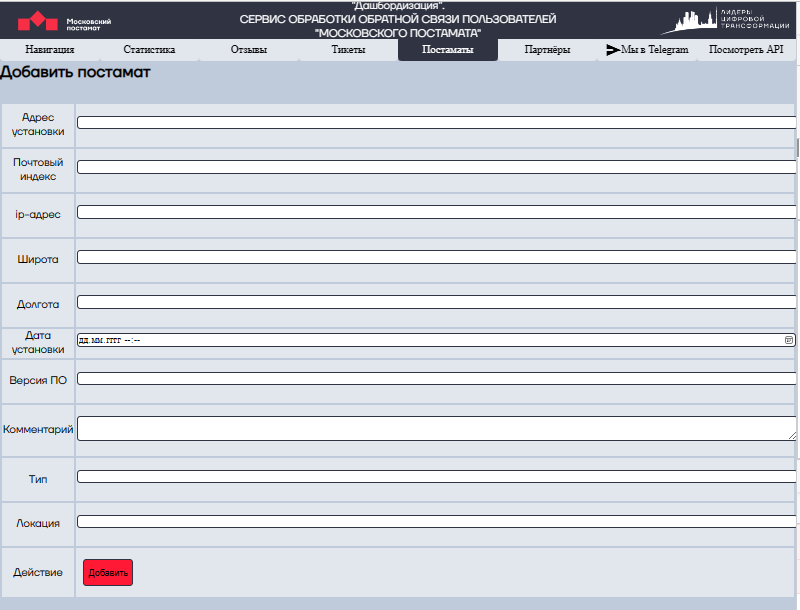 "Дашбордизация".
СЕРВИС ОБРАБОТКИ ОБРАТНОЙ СВЯЗИ ПОЛЬЗОВАТЕЛЕЙ
"МОСКОВСКОГО ПОСТАМАТА"
Московский
постамат
ЛИДЕРЫ
ЦИФРОВОЙ
ТРАНСФОРМАЦИИ
Навигация Статистика Отзывы Тикеты Постаматы Партнёры Мы в Telegram Посмотреть API
Добавить постамат
Адрес
установки
Почтовый
индекс
ip-адрес
Широта
Долгота
Дата
установки
дд.мм.гггг --:--
Версия ПО
Комментарий
Тип
Локация
Действие
Добавить